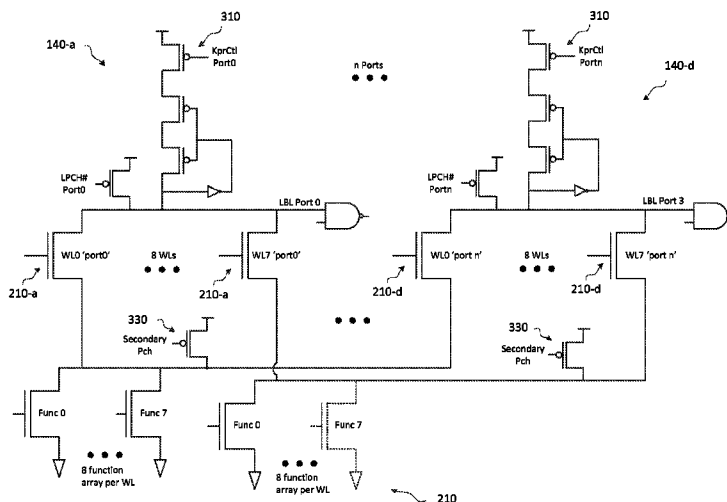 310
KprCtl
Port0
140-a
n Ports
310
KprCtl
Portn
140-d
LPCH#
Port0
LPCH#
Portn
LBL Port 0
LBL Port 3
WL0 'port0'
8 WLs
WL7 'port0'
WL0 'port n'
8 WLs
WL7 'port n'
210-a
210-a
210-d
210-d
330
Secondary
Pch
330
Secondary
Pch
Func 0
Func 7
Func 0
Func 7
8 function
array per WL
8 function
array per WL
210